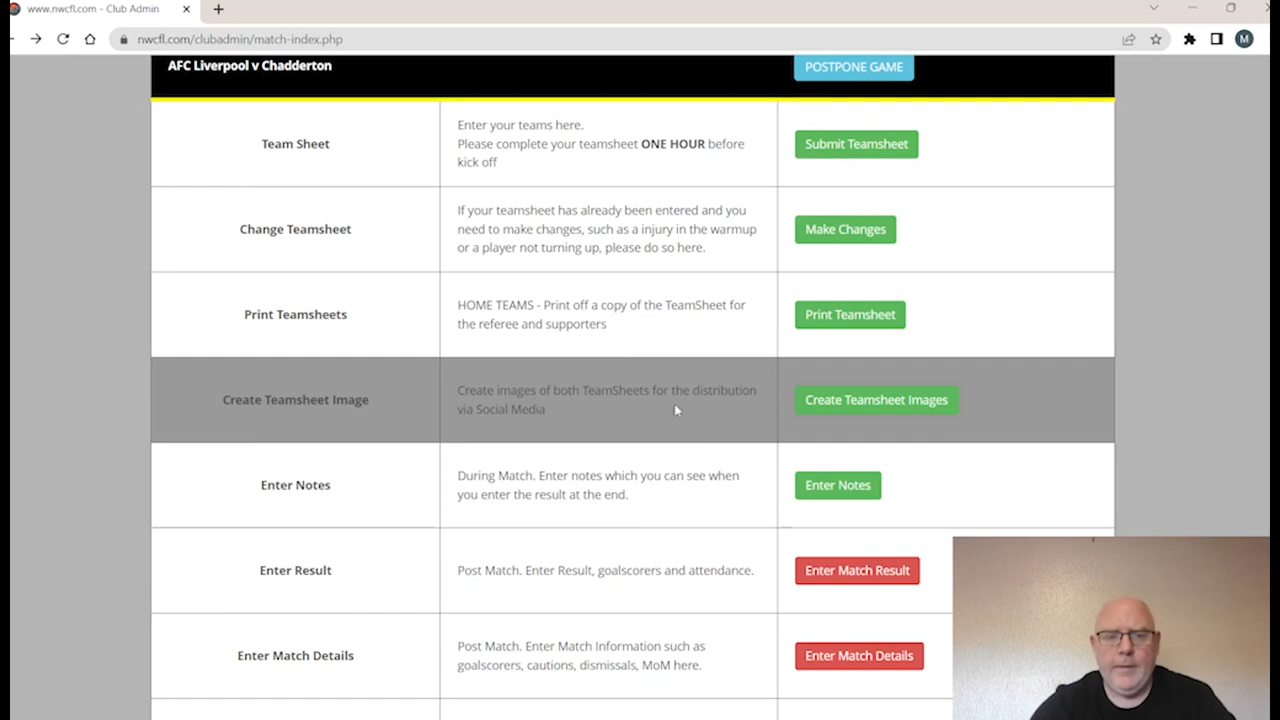 www.nwcfl.com - Club Admin
nwcfl.com/clubadmin/match-index.php
M
AFC Liverpool v Chadderton
POSTPONE GAME
Team Sheet
Enter your teams here.
Please complete your teamsheet ONE HOUR before
kick off
Submit Teamsheet
Change Teamsheet
If your teamsheet has already been entered and you
need to make changes, such as a injury in the warmup
or a player not turning up, please do so here.
Make Changes
Print Teamsheets
HOME TEAMS - Print off a copy of the TeamSheet for
the referee and supporters
Print Teamsheet
Create Teamsheet Image
Create images of both TeamSheets for the distribution
via Social Media
Create Teamsheet Images
Enter Notes
During Match. Enter notes which you can see when
you enter the result at the end.
Enter Notes
Enter Result
Post Match. Enter Result, goalscorers and attendance.
Enter Match Result
Enter Match Details
Post Match. Enter Match Information such as
goalscorers, cautions, dismissals, MoM here.
Enter Match Details